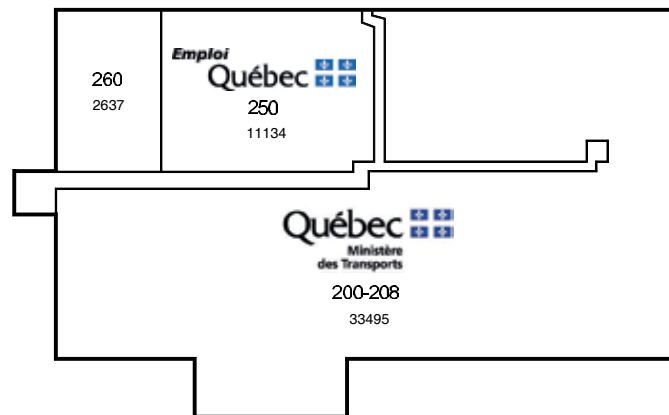 260
2637
Emploi
Québec
250
11134
Québec
Ministère
des Transports
200-208
33495